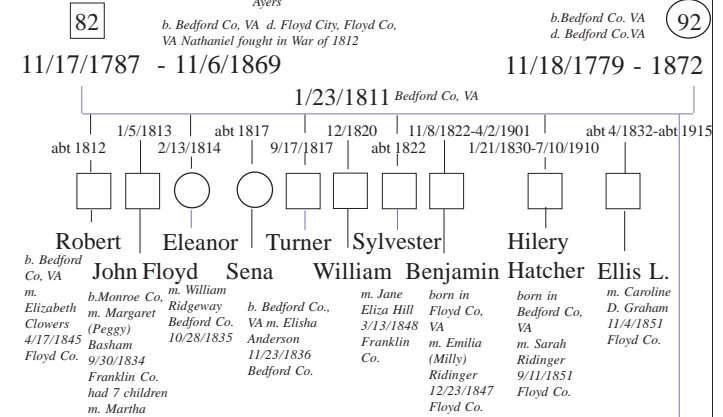 Ayers
82
b. Bedford Co, VA d. Floyd City, Floyd Co,
VA Nathaniel fought in War of 1812
b.Bedford Co. VA
d. Bedford Co.VA
92
11/17/1787 - 11/6/1869
11/18/1779 - 1872
1/23/1811 Bedford Co, VA
abt 1812
1/5/1813
2/13/1814
abt 1817
9/17/1817
12/1820
abt 1822
11/8/1822-4/2/1901
1/21/1830-7/10/1910
abt 4/1832-abt 1915
Robert
b. Bedford
Co, VA
m.
Elizabeth
Clowers
4/17/1845
Floyd Co.
John Floyd
b.Monroe Co,
m. Margaret
(Peggy)
Basham
9/30/1834
Franklin Co.
had 7 children
m. Martha
Eleanor
m. William
Ridgeway
Bedford Co.
10/28/1835
Sena
b. Bedford Co.,
VA m. Elisha
Anderson
11/23/1836
Bedford Co.
Turner
William
Sylvester
m. Jane
Eliza Hill
3/13/1848
Franklin
Co.
Benjamin
born in
Floyd Co,
VA
m. Emilia
(Milly)
Ridinger
12/23/1847
Floyd Co.
Hilery
Hatcher
born in
Bedford Co,
VA
m. Sarah
Ridinger
9/11/1851
Floyd Co.
Ellis L.
m. Caroline
D. Graham
11/4/1851
Floyd Co.